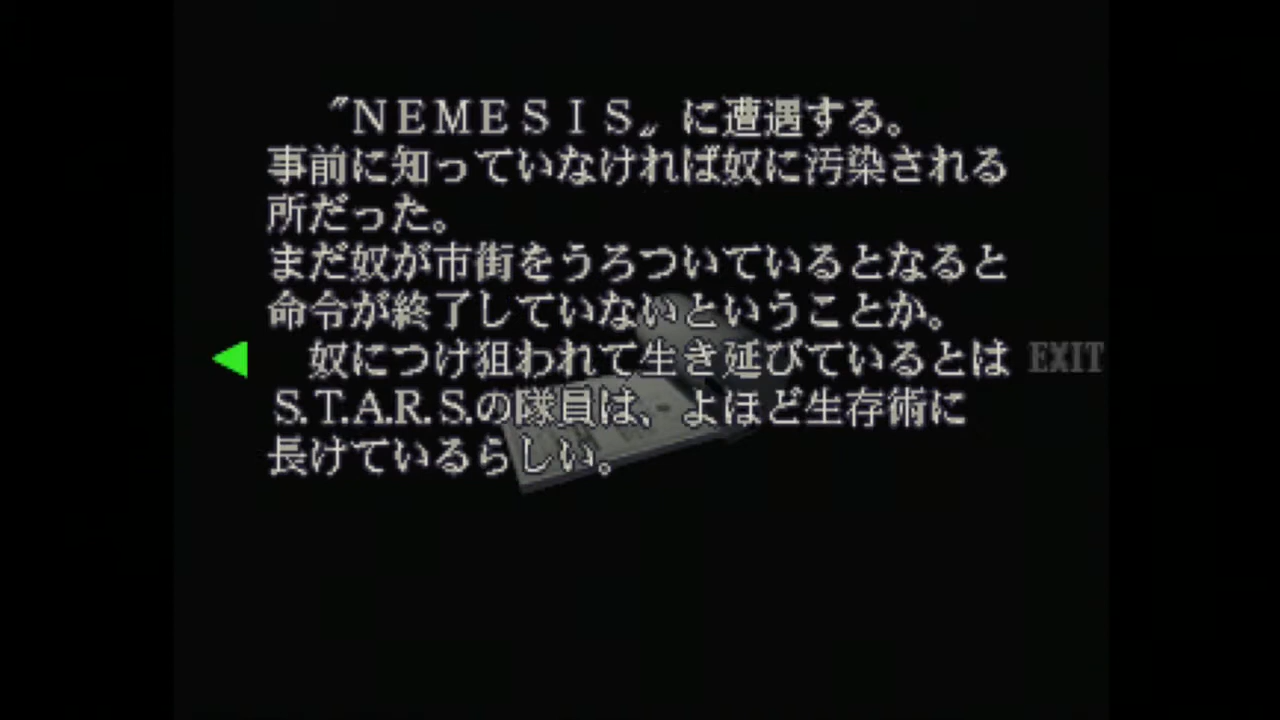 〝ＮＥＭＥＳＩＳ〟に遭遇する。
事前に知っていなければ奴に汚染される
所だった。
まだ奴が市街をうろついているとなると
命令が終了していないということか。
奴につけ狙われて生き延びているとは
EXIT
S.T.A.R.S.の隊員は、よほど生存術に
長けているらしい。